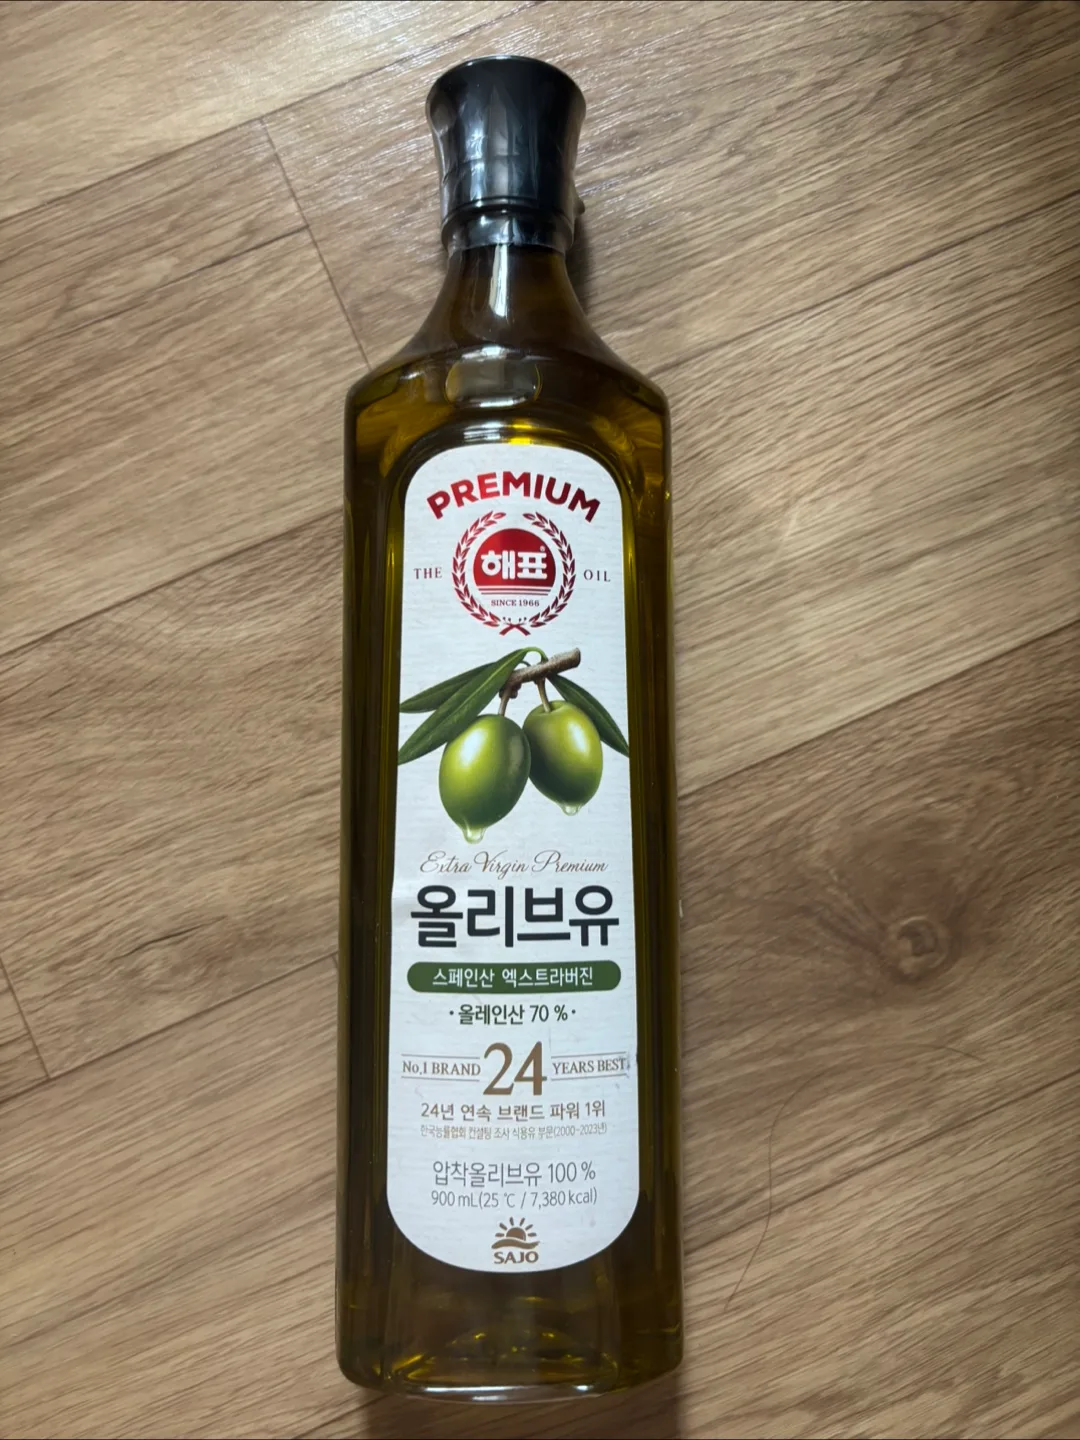 PREMIUM
THE 해표 OIL
SINCE 1966
Extra Virgin Premium
올리브유
스페인산 엑스트라버진
·올레인산 70 %·
No.1 BRAND 24 YEARS BEST
24년 연속 브랜드 파워 1위
한국능률협회 컨설팅 조사 식용유 부문(2000~2023년)
압착올리브유 100 %
900 mL(25 ℃ / 7,380 kcal)
SAJO